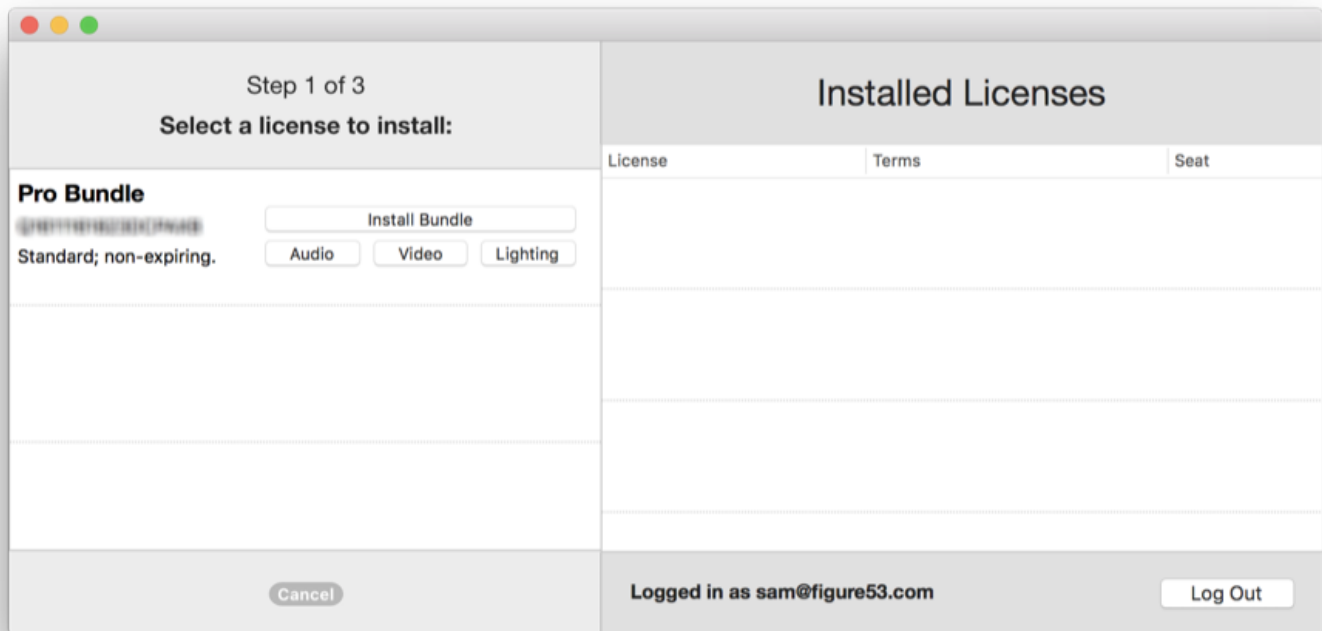 Step 1 of 3
Select a license to install:
Pro Bundle
Install Bundle
Standard; non-expiring.
Audio
Video
Lighting
Cancel
Installed Licenses
License
Terms
Seat
Logged in as sam@figure53.com
Log Out